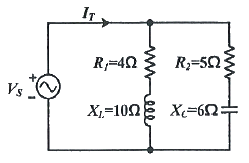 I_T
R_1=4Ω
R_2=5Ω
+
V_S
-
X_L=10Ω
X_C=6Ω